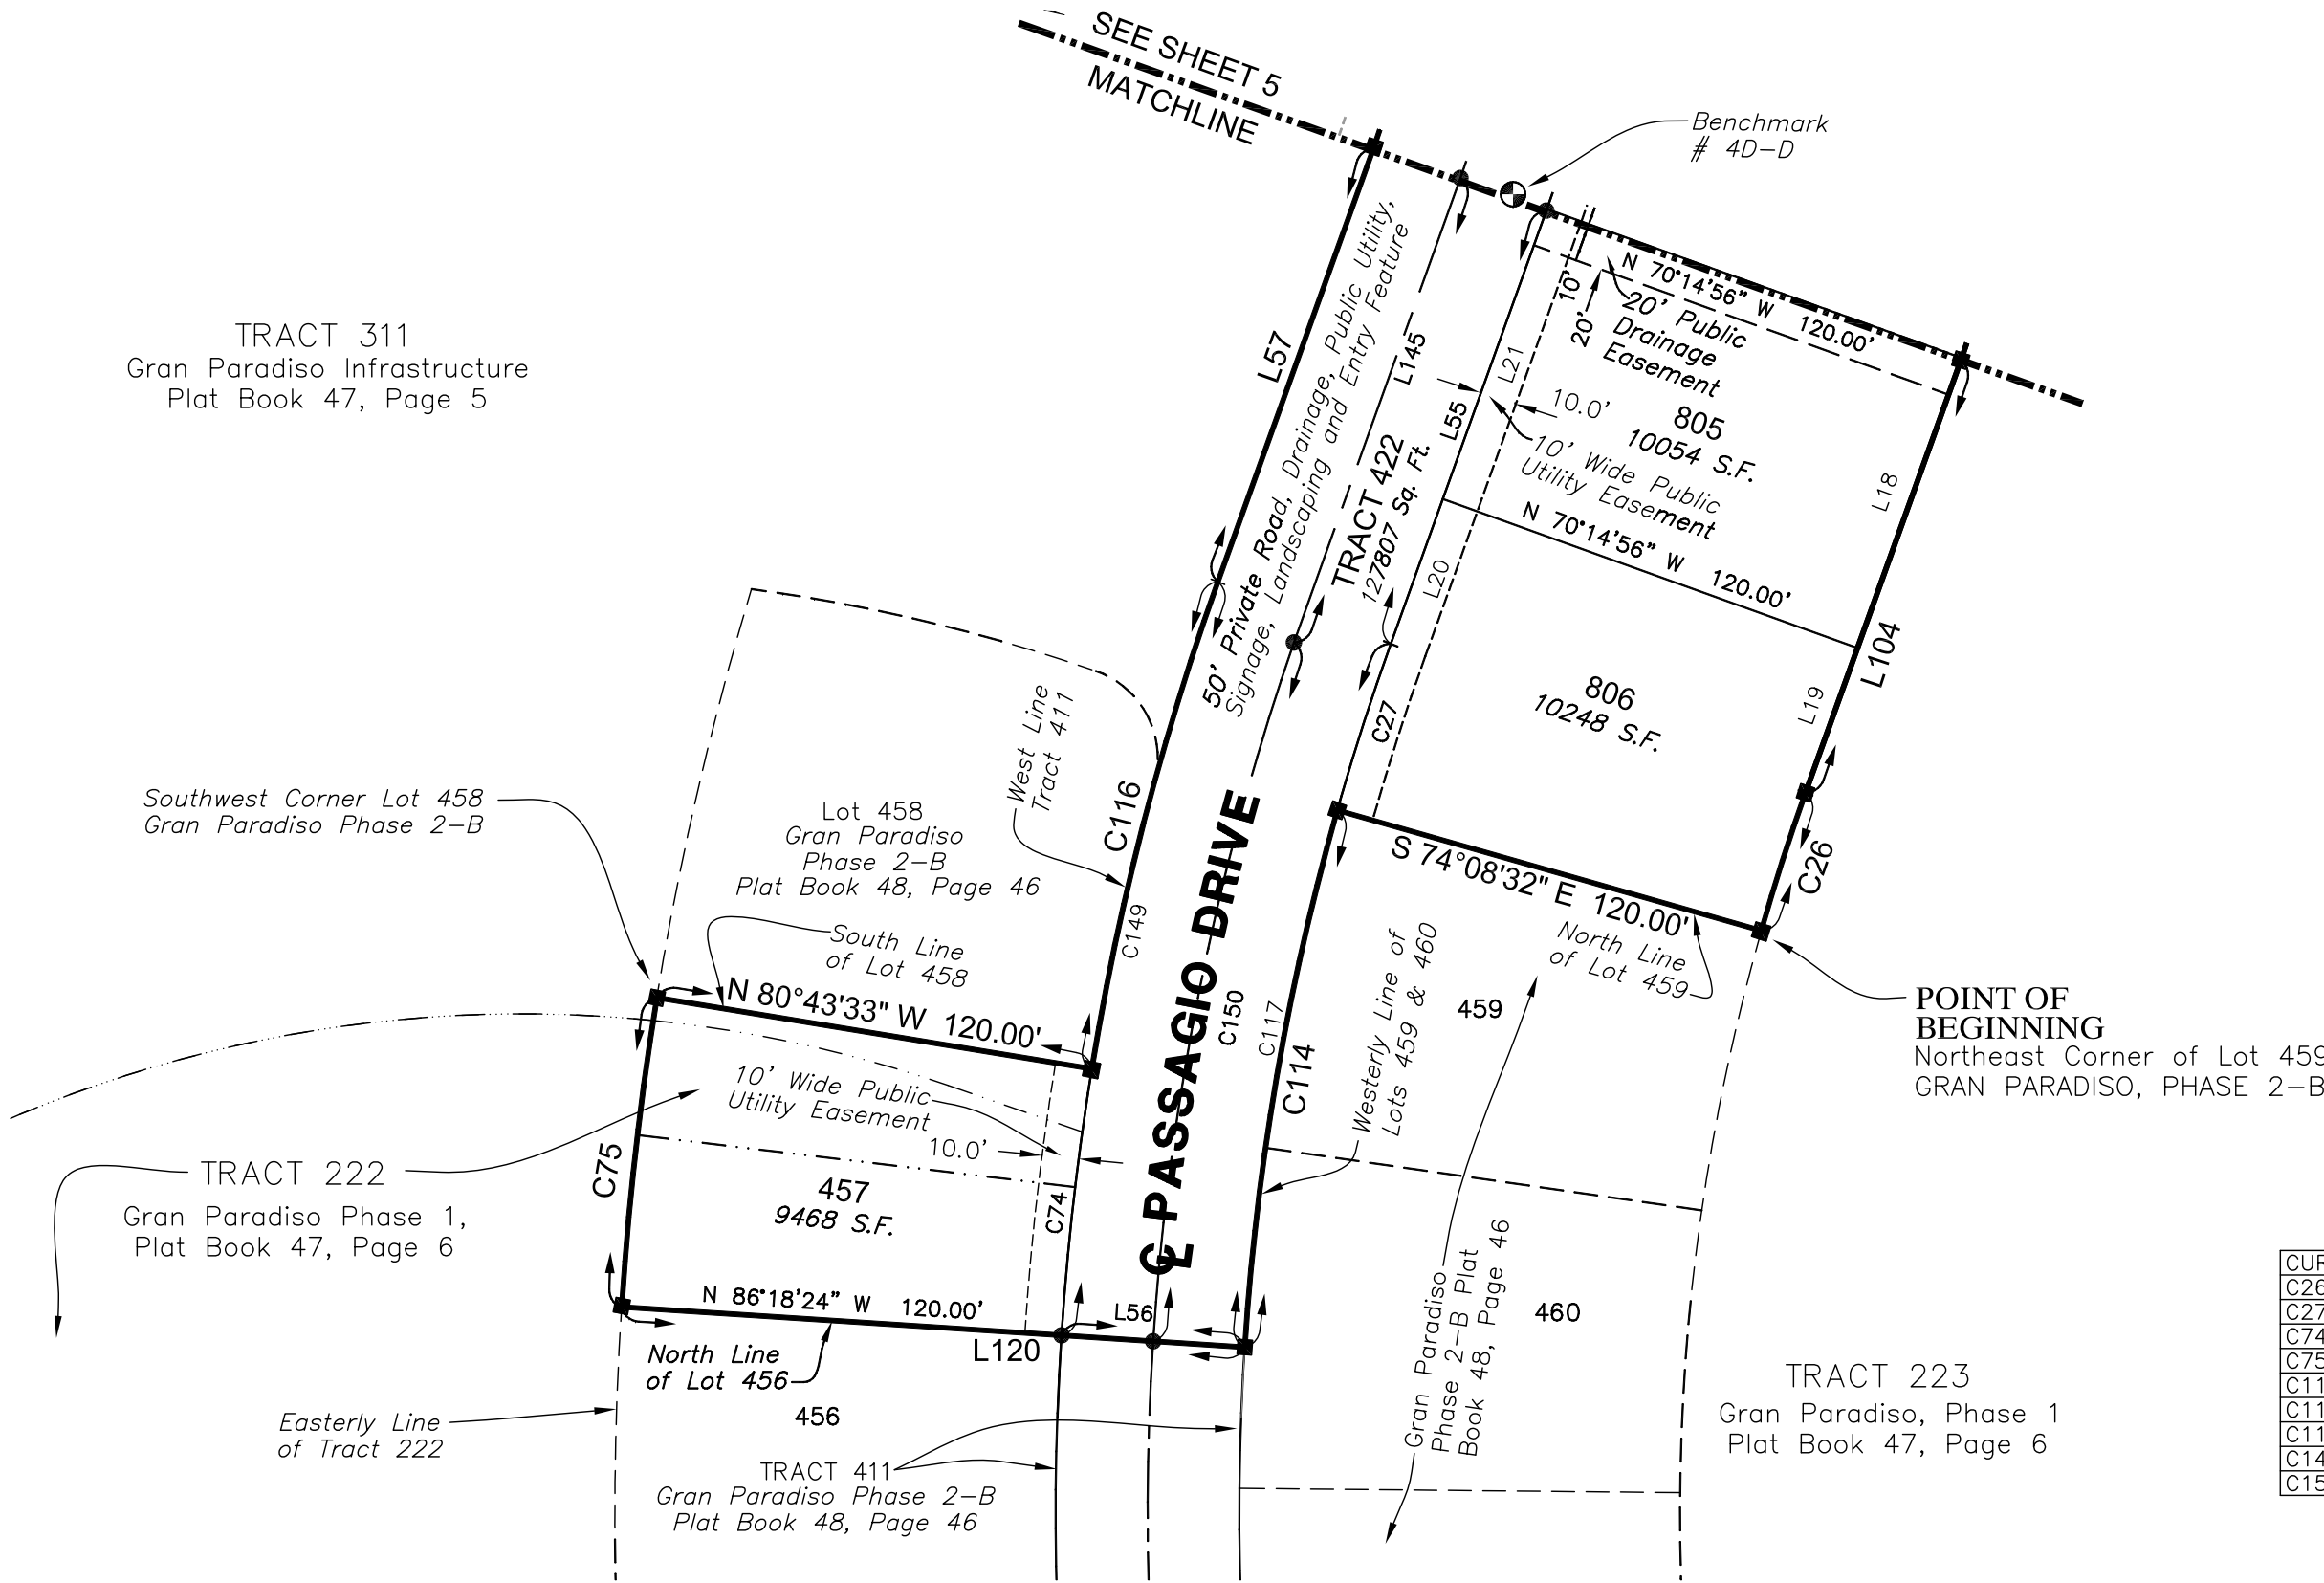 SEE SHEET 5
MATCHLINE
Benchmark
# 4D-D
TRACT 311
Gran Paradiso Infrastructure
Plat Book 47, Page 5
L57
50' Private Road, Drainage, Public Utility,
Signage, Landscaping and Entry Feature
L145
TRACT 422
127807 Sq. Ft.
L55
L21
L20
10'
20'
N 70°14'56" W 120.00'
20' Public
Drainage
Easement
805
10054 S.F.
10.0'
10' Wide Public
Utility Easement
L18
N 70°14'56" W 120.00'
L104
L19
806
10248 S.F.
C27
C26
S 74°08'32" E 120.00'
North Line
of Lot 459
West Line
Tract 411
C116
Southwest Corner Lot 458
Gran Paradiso Phase 2-B
Lot 458
Gran Paradiso
Phase 2-B
Plat Book 48, Page 46
South Line
of Lot 458
C149
N 80°43'33" W 120.00'
℄ PASSAGIO DRIVE
C150
C117
C114
Westerly Line of
Lots 459 & 460
459
POINT OF
BEGINNING
Northeast Corner of Lot 459
GRAN PARADISO, PHASE 2-B
10' Wide Public
Utility Easement
10.0'
TRACT 222
Gran Paradiso Phase 1,
Plat Book 47, Page 6
C75
457
9468 S.F.
C74
N 86°18'24" W 120.00'
L56
L120
North Line
of Lot 456
456
Easterly Line
of Tract 222
TRACT 411
Gran Paradiso Phase 2-B
Plat Book 48, Page 46
Gran Paradiso
Phase 2-B Plat
Book 48, Page 46
460
TRACT 223
Gran Paradiso, Phase 1
Plat Book 47, Page 6
C26
C27
C74
C75